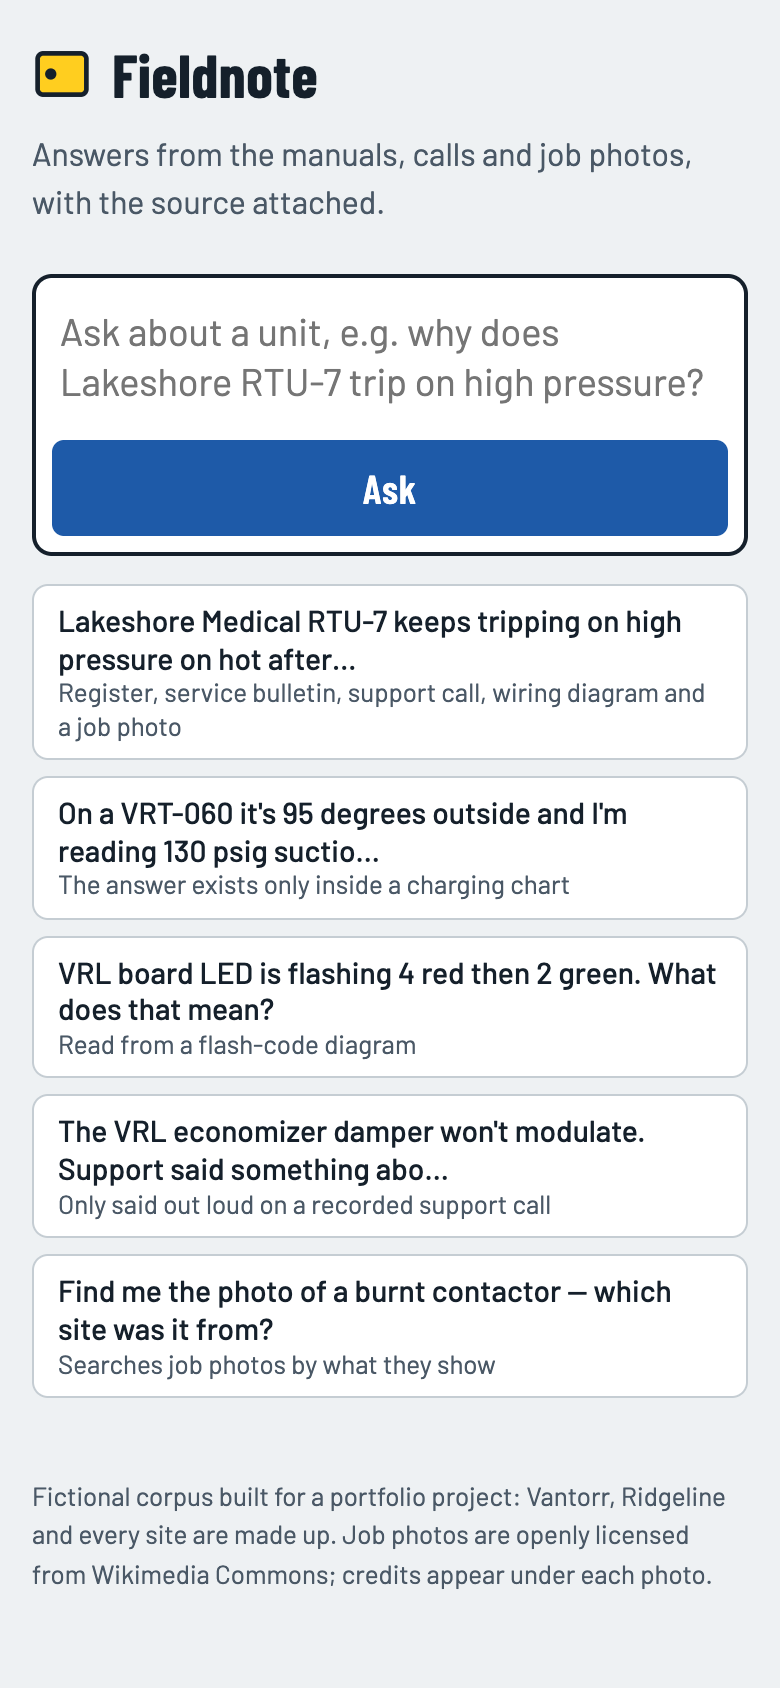 Fieldnote
Answers from the manuals, calls and job photos,
with the source attached.
Ask about a unit, e.g. why does
Lakeshore RTU-7 trip on high pressure?
Ask
Lakeshore Medical RTU-7 keeps tripping on high
pressure on hot after...
Register, service bulletin, support call, wiring diagram and
a job photo
On a VRT-060 it's 95 degrees outside and I'm
reading 130 psig suctio...
The answer exists only inside a charging chart
VRL board LED is flashing 4 red then 2 green. What
does that mean?
Read from a flash-code diagram
The VRL economizer damper won't modulate.
Support said something abo...
Only said out loud on a recorded support call
Find me the photo of a burnt contactor — which
site was it from?
Searches job photos by what they show
Fictional corpus built for a portfolio project: Vantorr, Ridgeline
and every site are made up. Job photos are openly licensed
from Wikimedia Commons; credits appear under each photo.